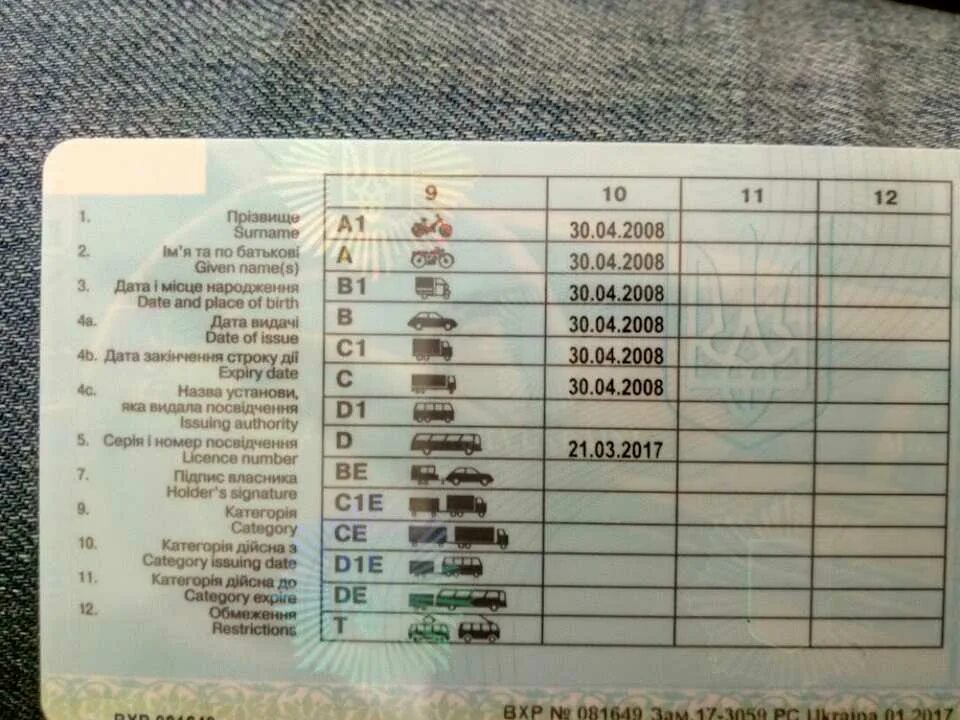 1. Прізвище
Surname
2. Ім'я та по батькові
Given name(s)
3. Дата і місце народження
Date and place of birth
4a. Дата видачі
Date of issue
4b. Дата закінчення строку дії
Expiry date
4c. Назва установи,
яка видала посвідчення
Issuing authority
5. Серія і номер посвідчення
Licence number
7. Підпис власника
Holder's signature
9. Категорія
Category
10. Категорія дійсна з
Category issuing date
11. Категорія дійсна до
Category expire
12. Обмеження
Restrictions
9 10 11 12
A1 30.04.2008
A 30.04.2008
B1 30.04.2008
B 30.04.2008
C1 30.04.2008
C 30.04.2008
D1
D 21.03.2017
BE
C1E
CE
D1E
DE
T
BXP № 081649 Зам.17-3059 РС Ukraine 01.2017